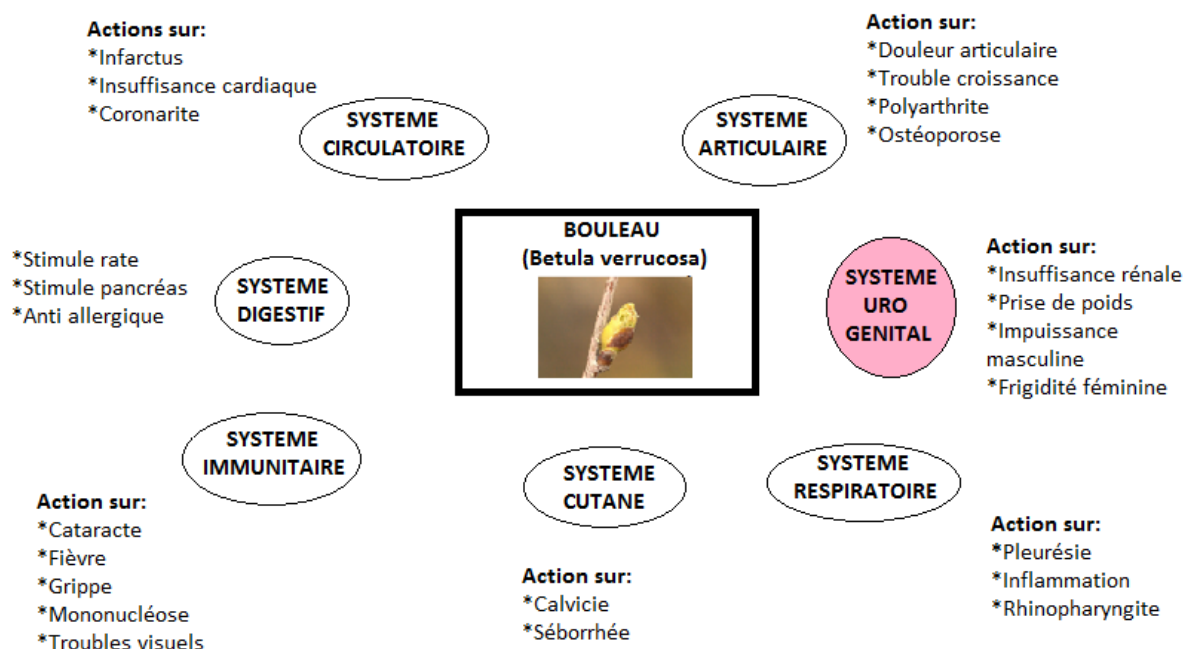 Actions sur:
*Infarctus
*Insuffisance cardiaque
*Coronarite
SYSTEME
CIRCULATOIRE
Action sur:
*Douleur articulaire
*Trouble croissance
*Polyarthrite
*Ostéoporose
SYSTEME
ARTICULAIRE
*Stimule rate
*Stimule pancréas
*Anti allergique
SYSTEME
DIGESTIF
BOULEAU
(Betula verrucosa)
SYSTEME
URO
GENITAL
Action sur:
*Insuffisance rénale
*Prise de poids
*Impuissance
masculine
*Frigidité féminine
SYSTEME
IMMUNITAIRE
Action sur:
*Cataracte
*Fièvre
*Grippe
*Mononucléose
*Troubles visuels
SYSTEME
CUTANE
Action sur:
*Calvicie
*Séborrhée
SYSTEME
RESPIRATOIRE
Action sur:
*Pleurésie
*Inflammation
*Rhinopharyngite